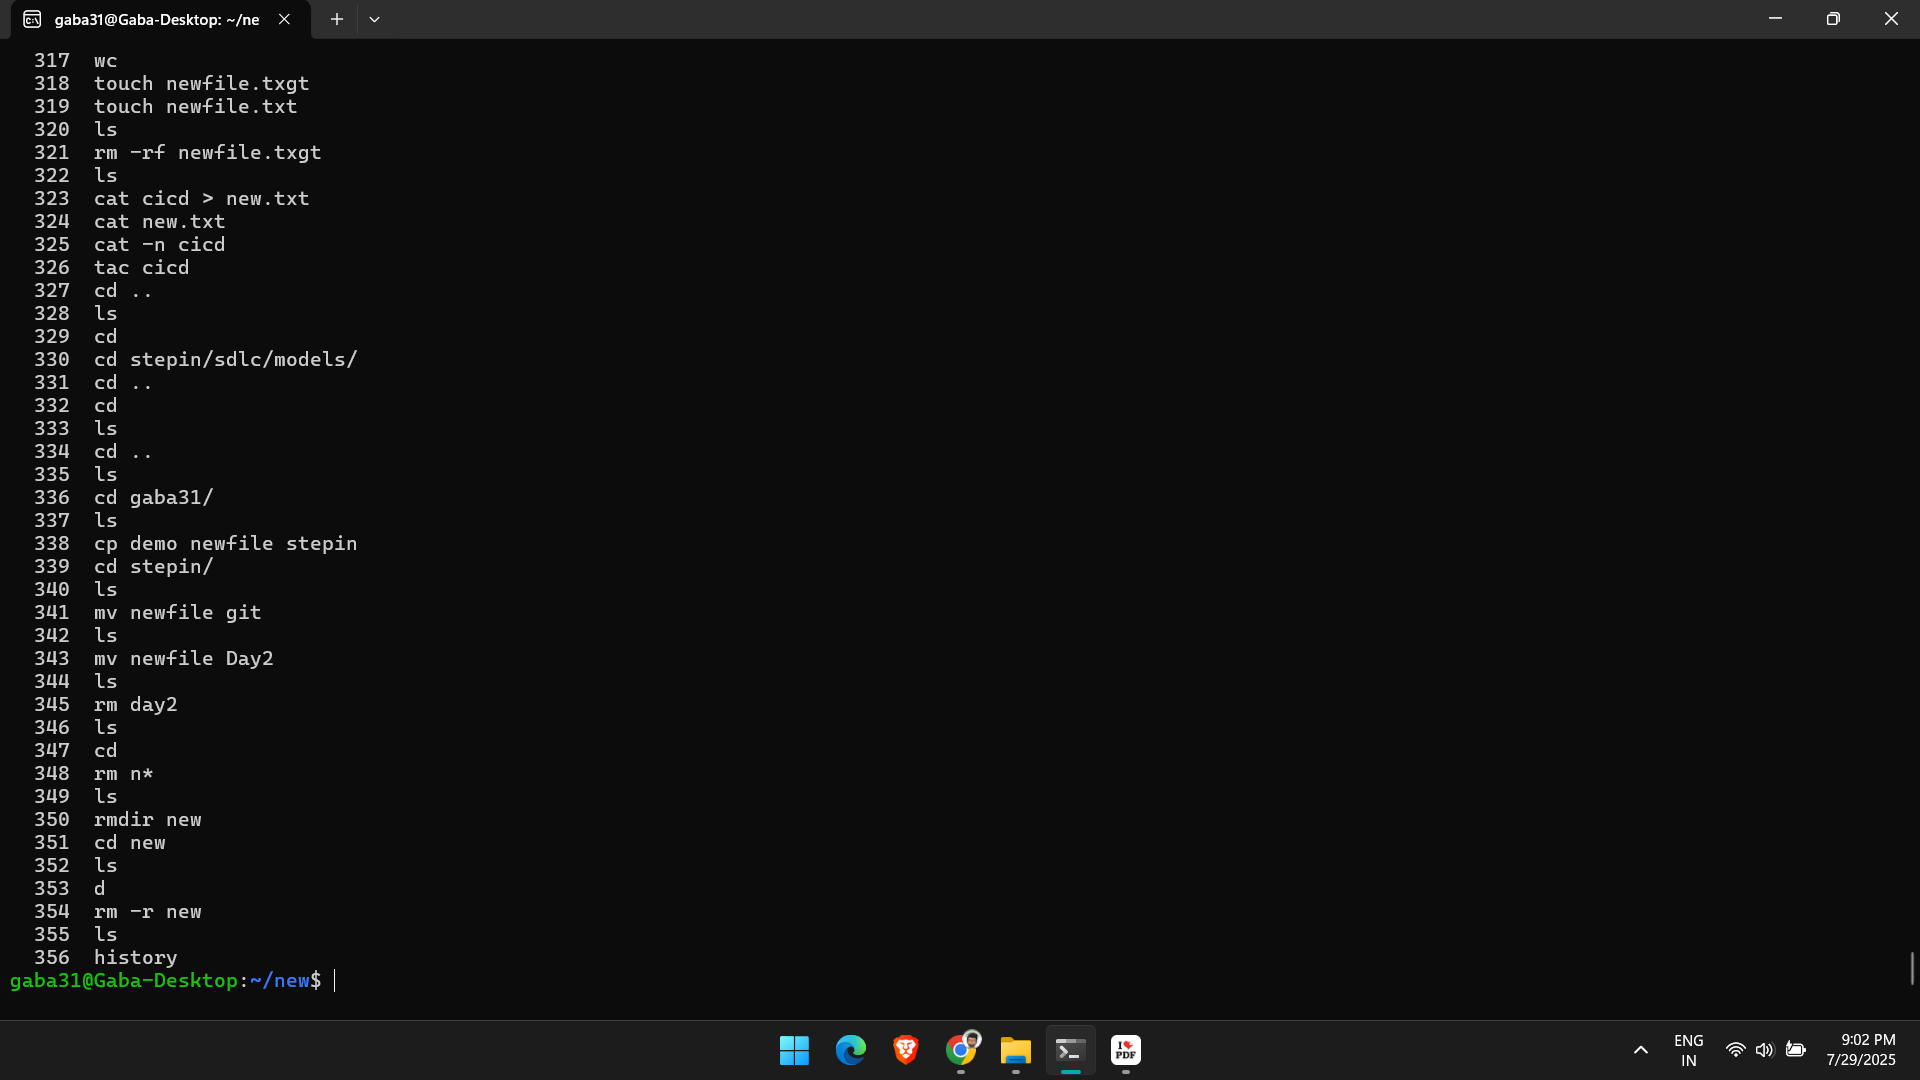 gaba31@Gaba-Desktop: ~/ne
317 wc
318 touch newfile.txgt
319 touch newfile.txt
320 ls
321 rm -rf newfile.txgt
322 ls
323 cat cicd > new.txt
324 cat new.txt
325 cat -n cicd
326 tac cicd
327 cd ..
328 ls
329 cd
330 cd stepin/sdlc/models/
331 cd ..
332 cd
333 ls
334 cd ..
335 ls
336 cd gaba31/
337 ls
338 cp demo newfile stepin
339 cd stepin/
340 ls
341 mv newfile git
342 ls
343 mv newfile Day2
344 ls
345 rm day2
346 ls
347 cd
348 rm n*
349 ls
350 rmdir new
351 cd new
352 ls
353 d
354 rm -r new
355 ls
356 history
gaba31@Gaba-Desktop:~/new$
I PDF
ENG
IN
9:02 PM
7/29/2025